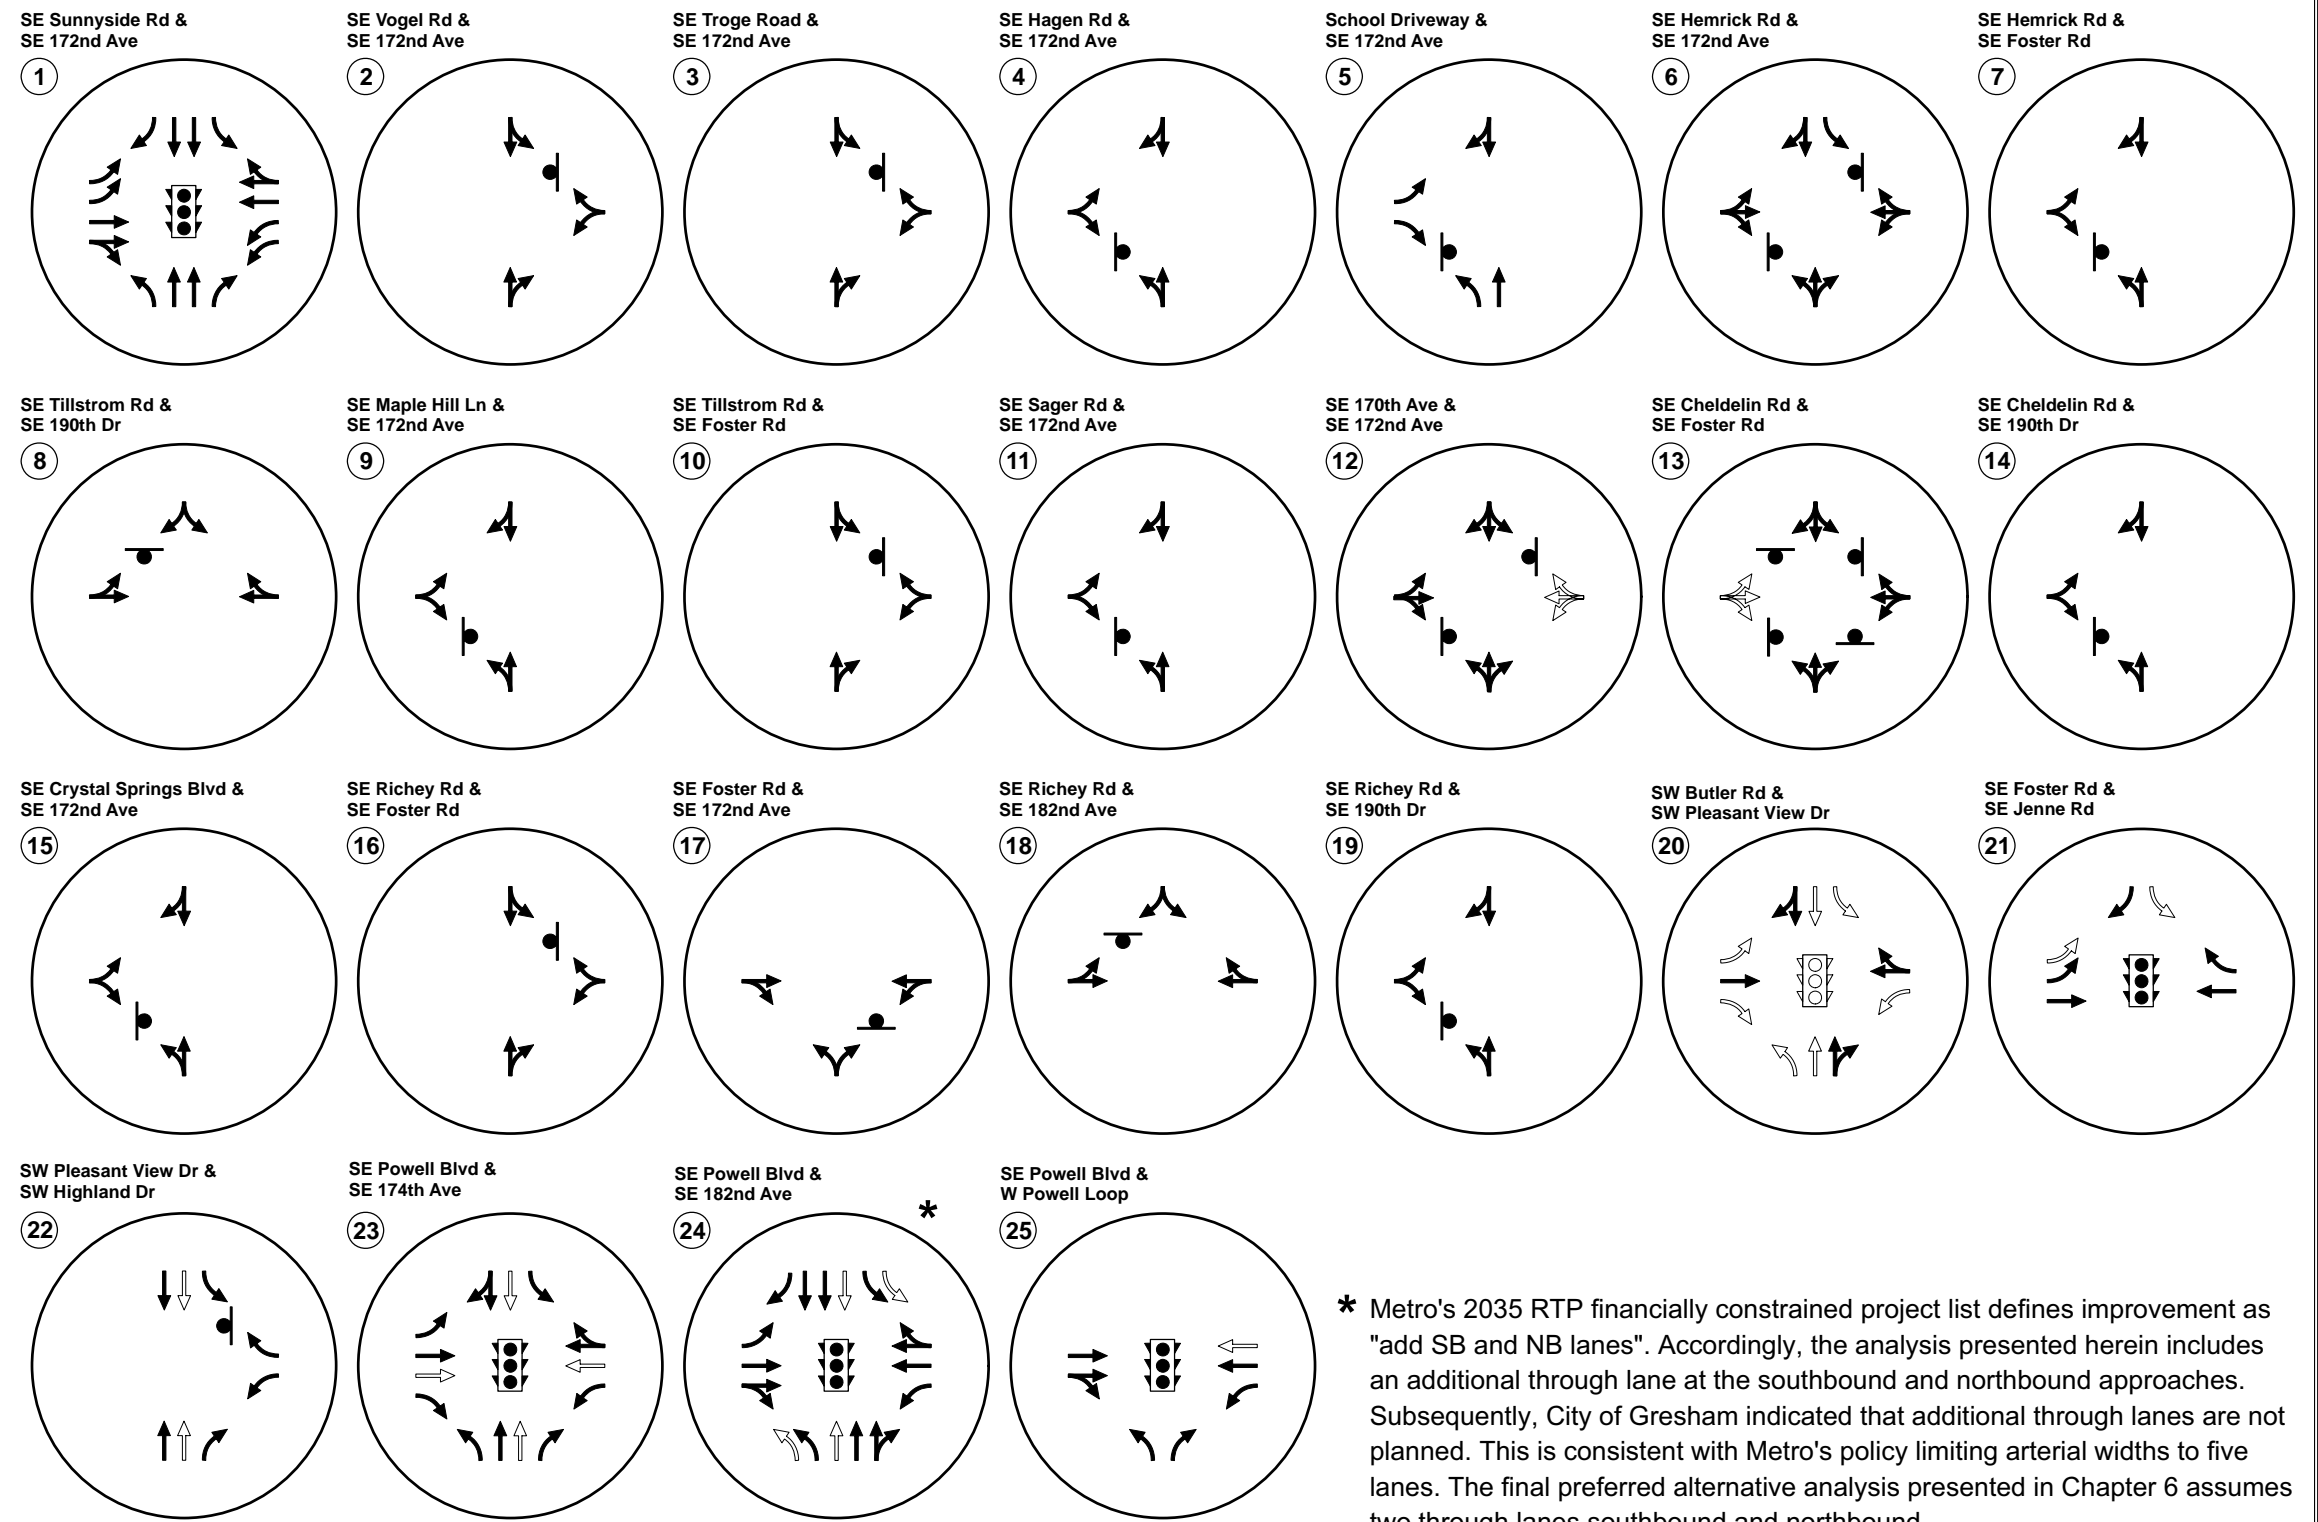 SE Sunnyside Rd &
SE 172nd Ave
1
SE Vogel Rd &
SE 172nd Ave
2
SE Troge Road &
SE 172nd Ave
3
SE Hagen Rd &
SE 172nd Ave
4
School Driveway &
SE 172nd Ave
5
SE Hemrick Rd &
SE 172nd Ave
6
SE Hemrick Rd &
SE Foster Rd
7
SE Tillstrom Rd &
SE 190th Dr
8
SE Maple Hill Ln &
SE 172nd Ave
9
SE Tillstrom Rd &
SE Foster Rd
10
SE Sager Rd &
SE 172nd Ave
11
SE 170th Ave &
SE 172nd Ave
12
SE Cheldelin Rd &
SE Foster Rd
13
SE Cheldelin Rd &
SE 190th Dr
14
SE Crystal Springs Blvd &
SE 172nd Ave
15
SE Richey Rd &
SE Foster Rd
16
SE Foster Rd &
SE 172nd Ave
17
SE Richey Rd &
SE 182nd Ave
18
SE Richey Rd &
SE 190th Dr
19
SW Butler Rd &
SW Pleasant View Dr
20
SE Foster Rd &
SE Jenne Rd
21
SW Pleasant View Dr &
SW Highland Dr
22
SE Powell Blvd &
SE 174th Ave
23
SE Powell Blvd &
SE 182nd Ave
24
*
SE Powell Blvd &
W Powell Loop
25
* Metro's 2035 RTP financially constrained project list defines improvement as
"add SB and NB lanes". Accordingly, the analysis presented herein includes
an additional through lane at the southbound and northbound approaches.
Subsequently, City of Gresham indicated that additional through lanes are not
planned. This is consistent with Metro's policy limiting arterial widths to five
lanes. The final preferred alternative analysis presented in Chapter 6 assumes
two through lanes southbound and northbound